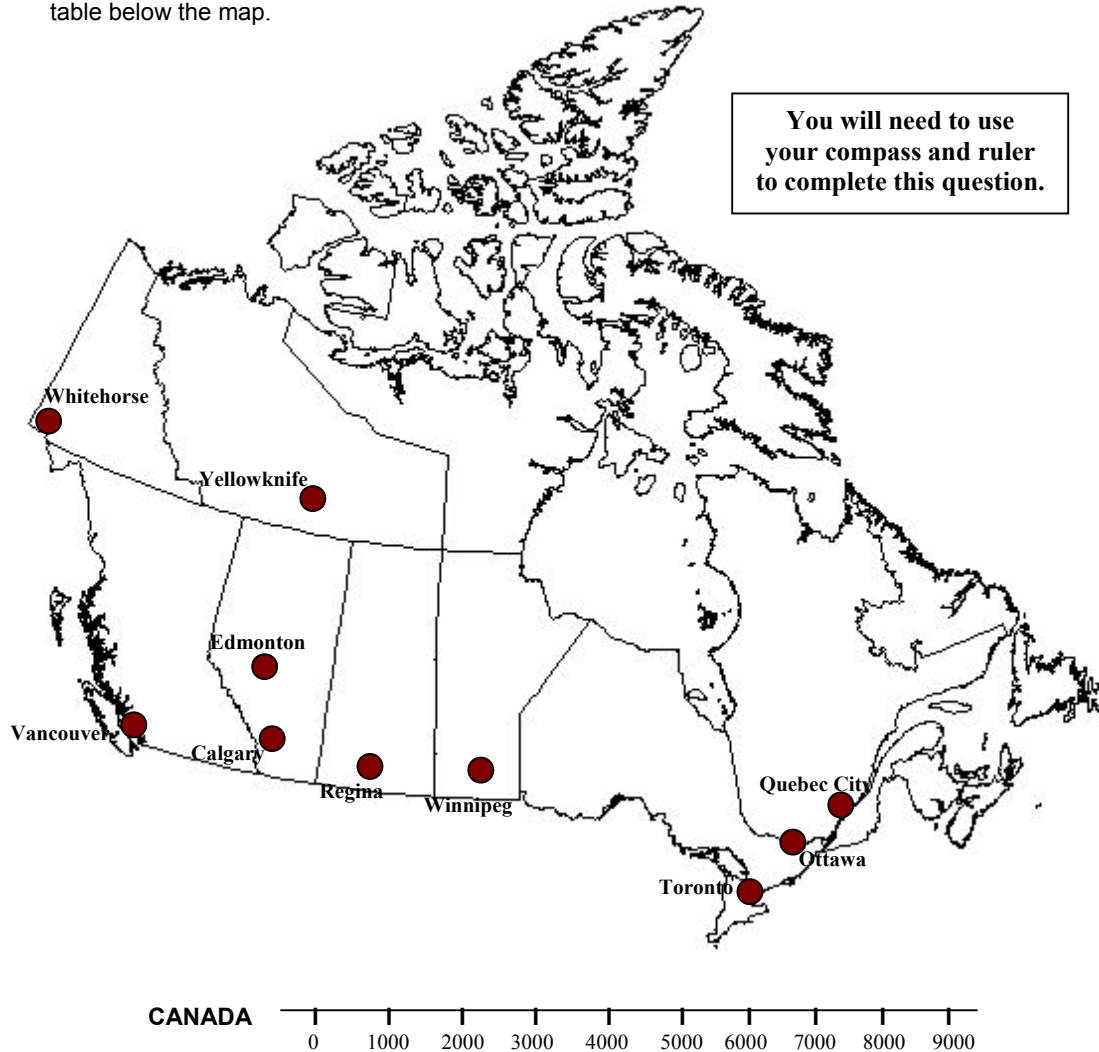 table below the map.
You will need to use
your compass and ruler
to complete this question.
Whitehorse
Yellowknife
Edmonton
Vancouver
Calgary
Regina
Winnipeg
Quebec City
Ottawa
Toronto
CANADA
0 1000 2000 3000 4000 5000 6000 7000 8000 9000